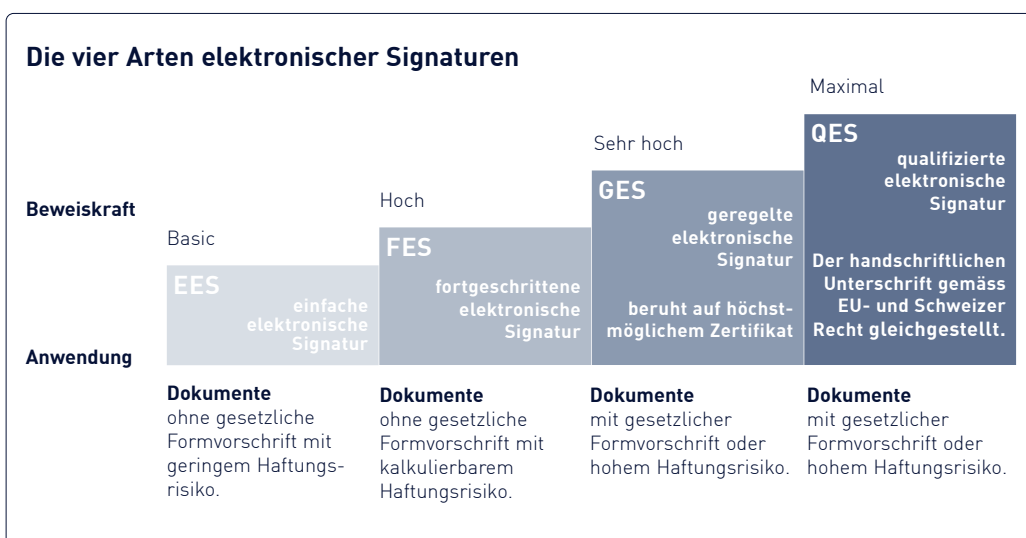 Die vier Arten elektronischer Signaturen
Beweiskraft
Anwendung
Basic
EES
einfache
elektronische
Signatur
Dokumente
ohne gesetzliche
Formvorschrift mit
geringem Haftungs-
risiko.
Hoch
FES
fortgeschrittene
elektronische
Signatur
Dokumente
ohne gesetzliche
Formvorschrift mit
kalkulierbarem
Haftungsrisiko.
Sehr hoch
GES
geregelte
elektronische
Signatur
beruht auf höchst-
möglichem Zertifikat
Dokumente
mit gesetzlicher
Formvorschrift oder
hohem Haftungsrisiko.
Maximal
QES
qualifizierte
elektronische
Signatur
Der handschriftlichen
Unterschrift gemäss
EU- und Schweizer
Recht gleichgestellt.
Dokumente
mit gesetzlicher
Formvorschrift oder
hohem Haftungsrisiko.